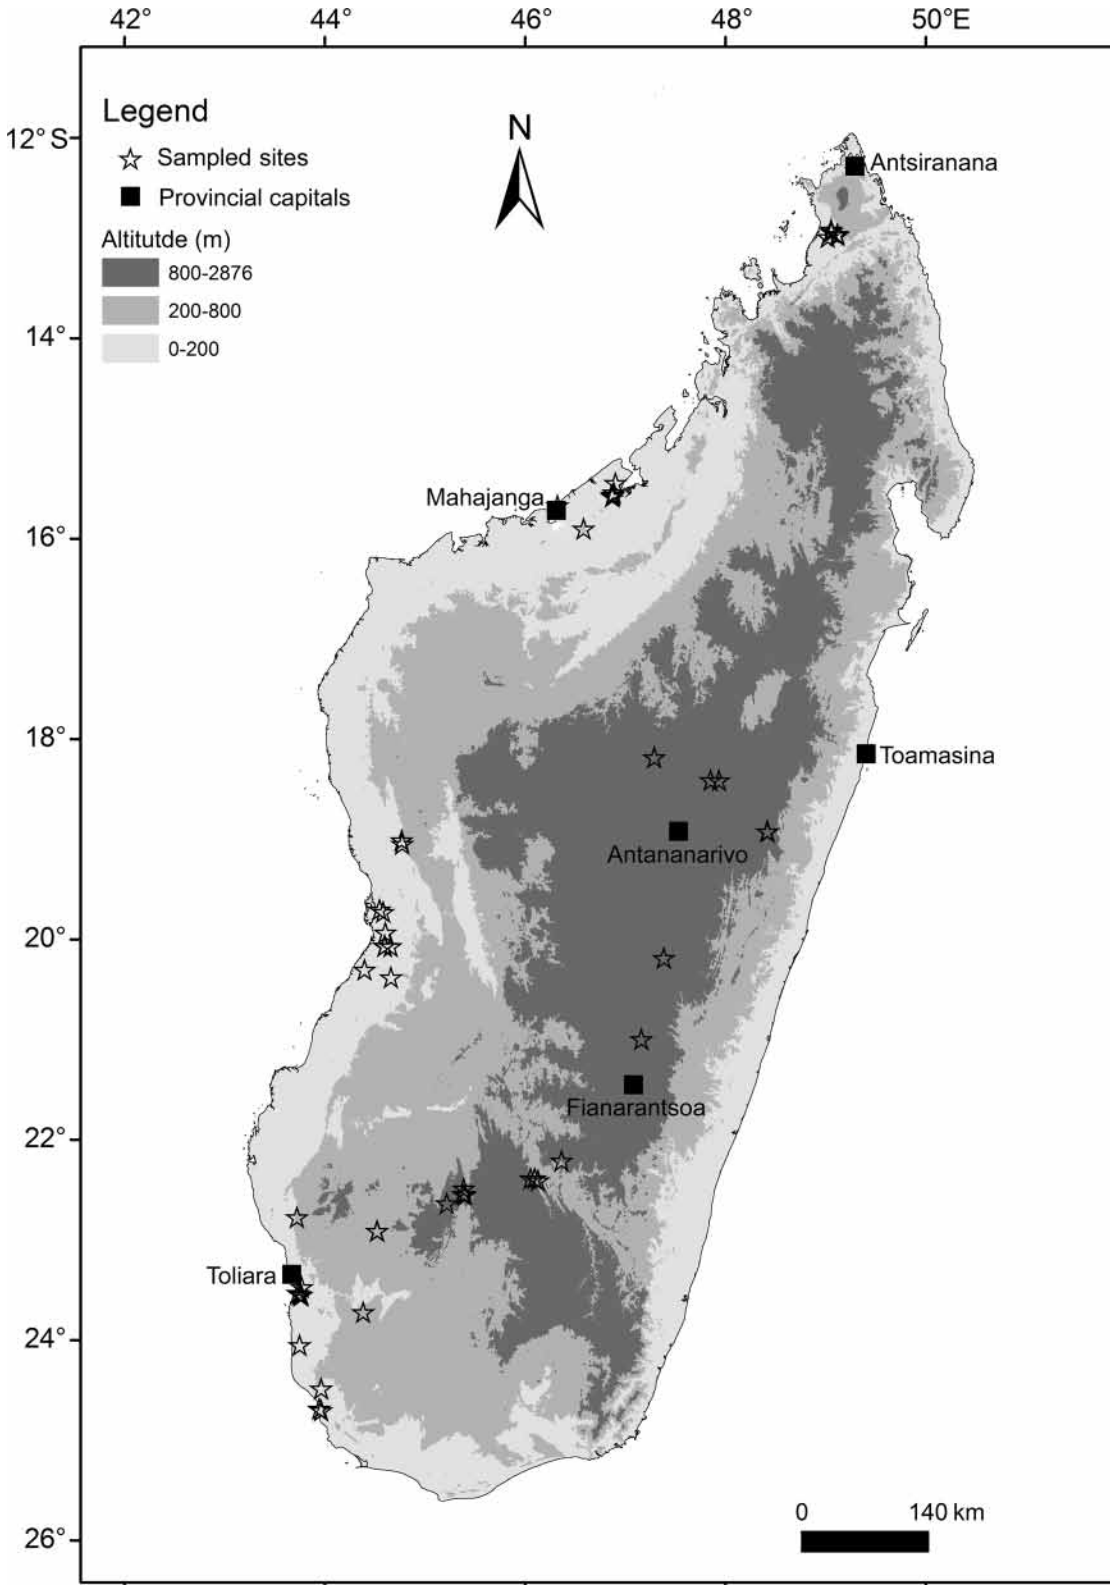 42° 44° 46° 48° 50°E
Legend
N
12°S
Sampled sites
Antsiranana
Provincial capitals
Altitutde (m)
800-2876
200-800
14°
0-200
Mahajanga
16°
18°
Toamasina
Antananarivo
20°
Fianarantsoa
22°
Toliara
24°
0 140 km
26°